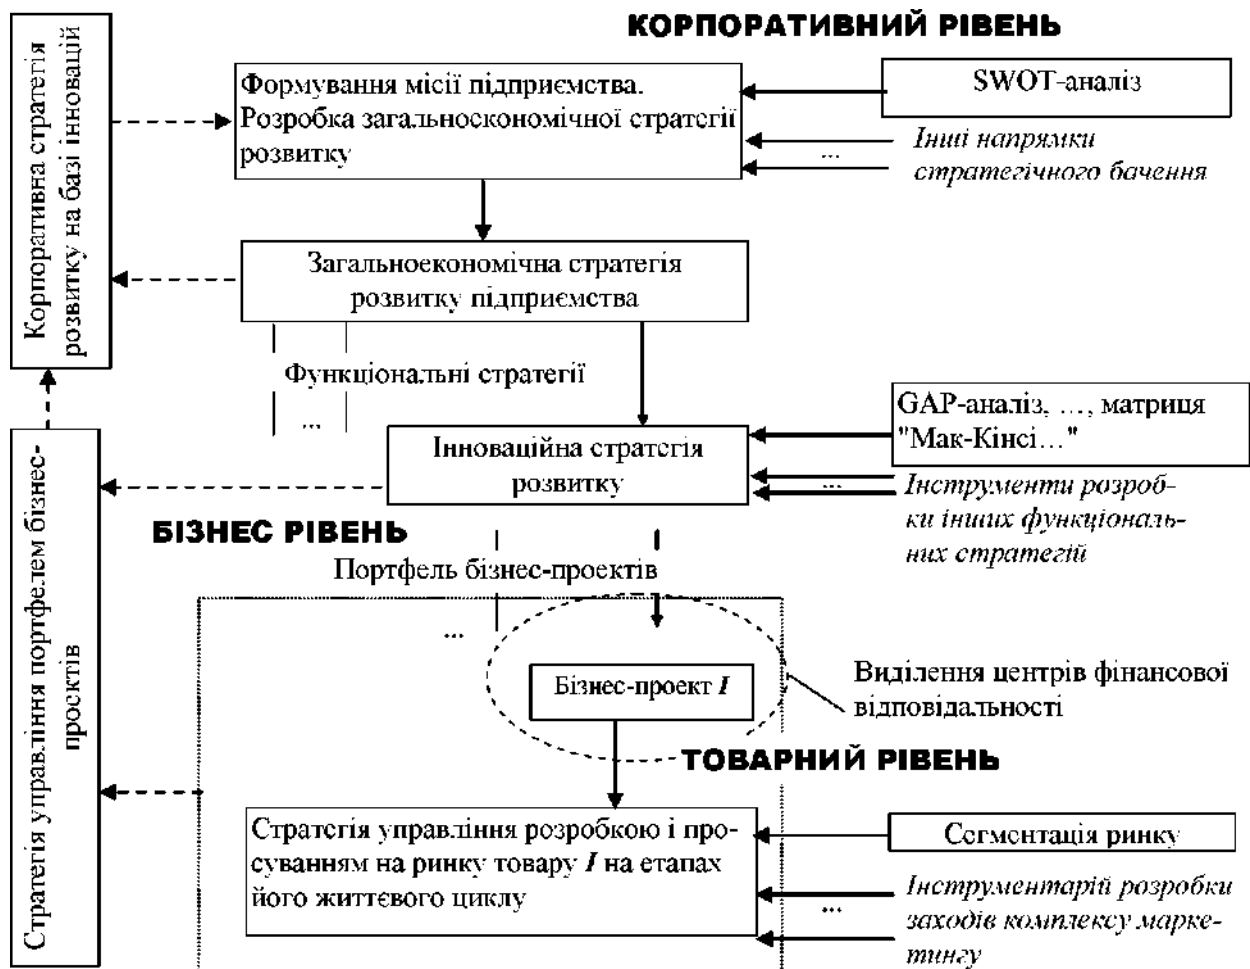 КОРПОРАТИВНИЙ РІВЕНЬ
Корпоративна стратегія
розвитку на базі інновацій
Формування місії підприємства.
Розробка загальноекономічної стратегії
розвитку
SWOT-аналіз
Інші напрямки
стратегічного бачення
...
Загальноекономічна стратегія
розвитку підприємства
Функціональні стратегії
...
GAP-аналіз, …, матриця
"Мак-Кінсі…"
Інноваційна стратегія
розвитку
...
Інструменти розроб-
ки інших функціональ-
них стратегій
БІЗНЕС РІВЕНЬ
Портфель бізнес-проектів
...
Стратегія управління портфелем бізнес-
проектів
Бізнес-проект I
Виділення центрів фінансової
відповідальності
ТОВАРНИЙ РІВЕНЬ
Стратегія управління розробкою і про-
суванням на ринку товару I на етапах
його життєвого циклу
Сегментація ринку
...
Інструментарій розробки
заходів комплексу марке-
тингу